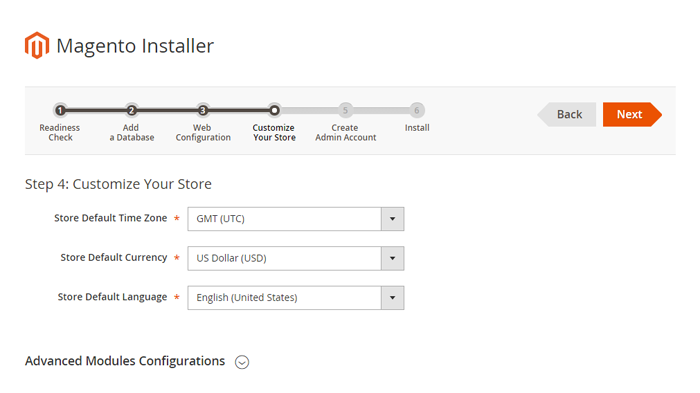 Magento Installer
1 2 3 5 6
Readiness Check
Add a Database
Web Configuration
Customize Your Store
Create Admin Account
Install
Back
Next
Step 4: Customize Your Store
Store Default Time Zone * GMT (UTC)
Store Default Currency * US Dollar (USD)
Store Default Language * English (United States)
Advanced Modules Configurations